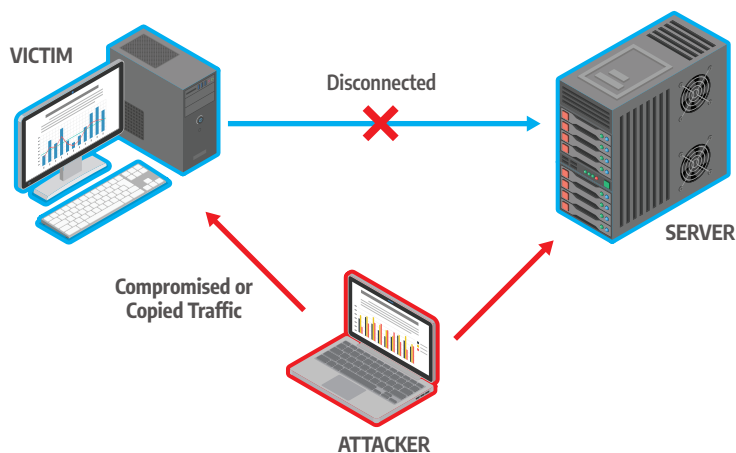 VICTIM
Disconnected
SERVER
Compromised or
Copied Traffic
ATTACKER